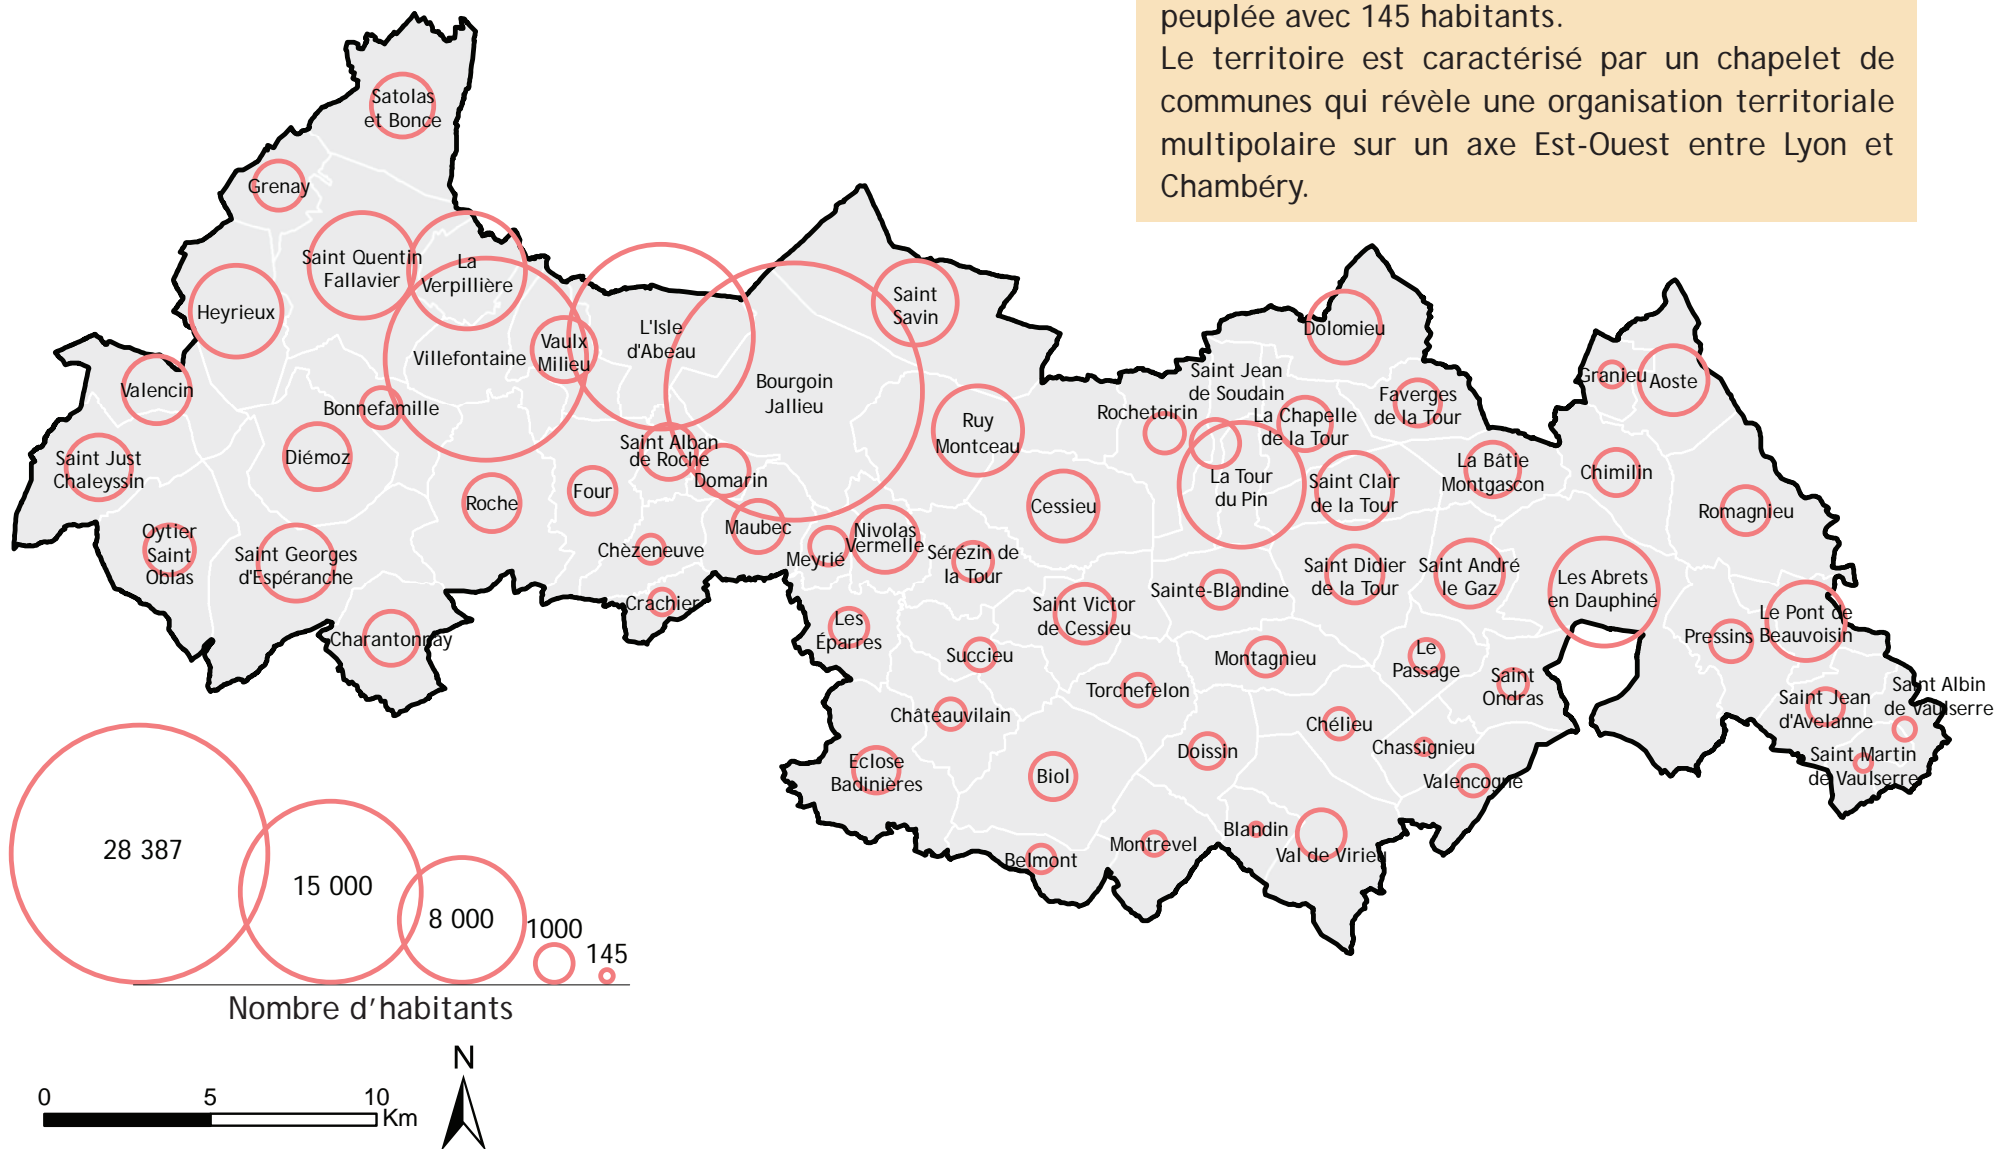 peuplée avec 145 habitants.
Le territoire est caractérisé par un chapelet de
communes qui révèle une organisation territoriale
multipolaire sur un axe Est-Ouest entre Lyon et
Chambéry.
Satolas
et Bonce
Grenay
Saint Quentin
Fallavier
La
Verpillière
Heyrieux
Villefontaine
Vaulx
Milieu
L'Isle
d'Abeau
Bourgoin
Jallieu
Saint
Savin
Valencin
Bonnefamille
Saint Just
Chaleyssin
Diémoz
Roche
Four
Saint Alban
de Roche
Domarin
Maubec
Meyrié
Nivolas
Vermelle
Ruy
Montceau
Cessieu
Sérézin de
la Tour
Oytier
Saint
Oblas
Saint Georges
d'Espéranche
Charantonnay
Chèzeneuve
Crachier
Les
Éparres
Succieu
Châteauvilain
Eclose
Badinières
Biol
Belmont
Saint Victor
de Cessieu
Torchefelon
Montrevel
Doissin
Blandin
Val de Virieu
Rochetoirin
Saint Jean
de Soudain
La Chapelle
de la Tour
La Tour
du Pin
Saint Clair
de la Tour
Dolomieu
Faverges
de la Tour
La Bâtie
Montgascon
Sainte-Blandine
Saint Didier
de la Tour
Saint André
le Gaz
Montagnieu
Le
Passage
Saint
Ondras
Chélieu
Chassignieu
Valencogne
Granieu
Aoste
Chimilin
Romagnieu
Les Abrets
en Dauphiné
Pressins
Le Pont de
Beauvoisin
Saint Jean
d'Avelanne
Saint Albin
de Vaulserre
Saint Martin
de Vaulserre
28 387
15 000
8 000
1000
145
Nombre d'habitants
0
5
10
Km
N